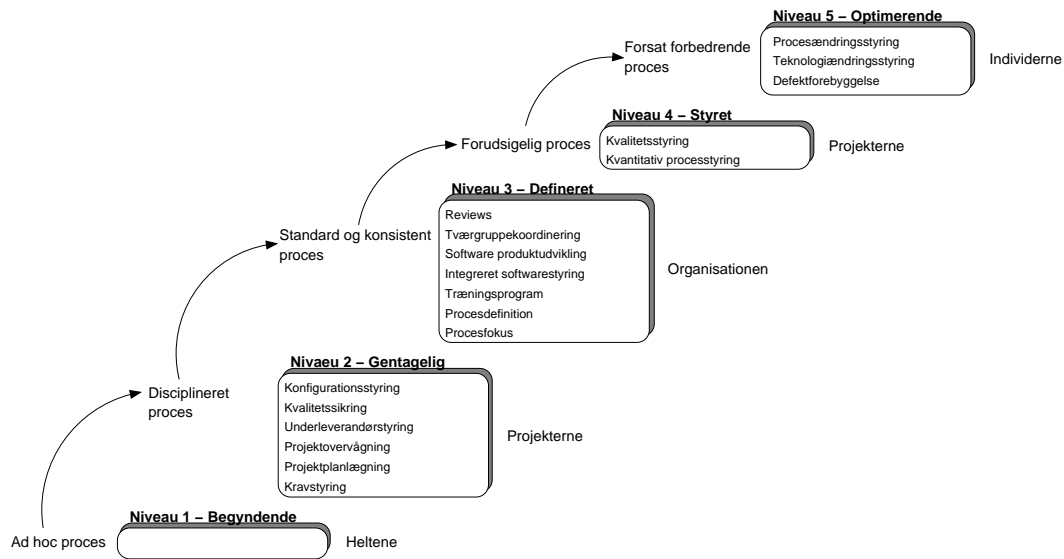 Niveau 5 – Optimerende
Forsat forbedrende
proces
Procesændringsstyring
Teknologiændringsstyring
Defektforebyggelse
Individerne
Niveau 4 – Styret
Forudsigelig proces
Kvalitetsstyring
Kvantitativ processtyring
Projekterne
Niveau 3 – Defineret
Standard og konsistent
proces
Reviews
Tværgruppekoordinering
Software produktudvikling
Integreret softwarestyring
Træningsprogram
Procesdefinition
Procesfokus
Organisationen
Nivaeu 2 – Gentagelig
Disciplineret
proces
Konfigurationsstyring
Kvalitetssikring
Underleverandørstyring
Projektovervågning
Projektplanlægning
Kravstyring
Projekterne
Niveau 1 – Begyndende
Ad hoc proces
Heltene